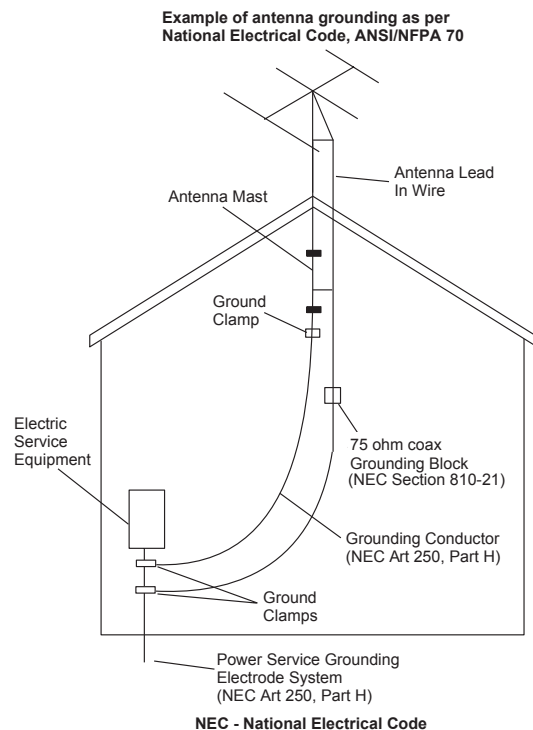 Example of antenna grounding as per
National Electrical Code, ANSI/NFPA 70
Antenna Lead
In Wire
Antenna Mast
Ground
Clamp
Electric
Service
Equipment
75 ohm coax
Grounding Block
(NEC Section 810-21)
Grounding Conductor
(NEC Art 250, Part H)
Ground
Clamps
Power Service Grounding
Electrode System
(NEC Art 250, Part H)
NEC - National Electrical Code